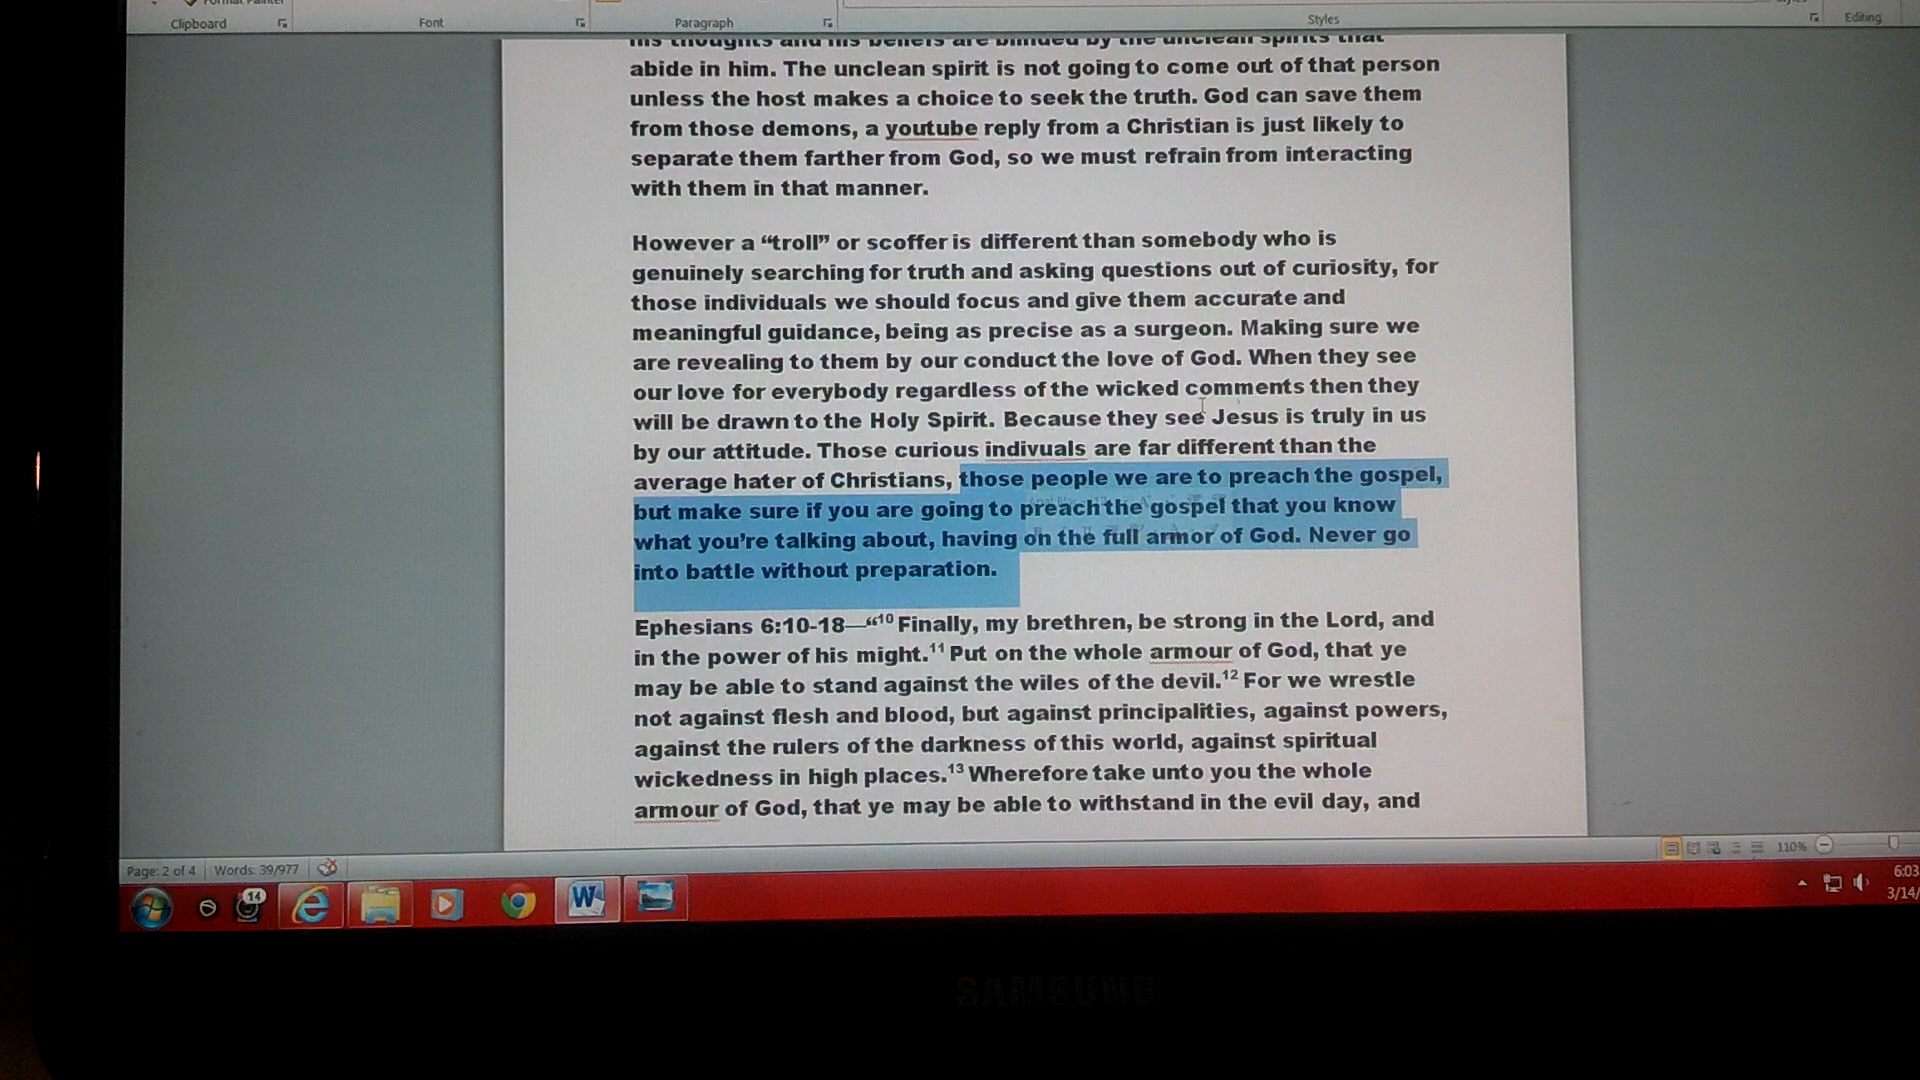 Clipboard
Font
Paragraph
Styles
Editing
his thoughts and his beliefs are blinded by the unclean spirits that
abide in him. The unclean spirit is not going to come out of that person
unless the host makes a choice to seek the truth. God can save them
from those demons, a youtube reply from a Christian is just likely to
separate them farther from God, so we must refrain from interacting
with them in that manner.
However a “troll” or scoffer is different than somebody who is
genuinely searching for truth and asking questions out of curiosity, for
those individuals we should focus and give them accurate and
meaningful guidance, being as precise as a surgeon. Making sure we
are revealing to them by our conduct the love of God. When they see
our love for everybody regardless of the wicked comments then they
will be drawn to the Holy Spirit. Because they see Jesus is truly in us
by our attitude. Those curious indivuals are far different than the
average hater of Christians, those people we are to preach the gospel,
but make sure if you are going to preach the gospel that you know
what you’re talking about, having on the full armor of God. Never go
into battle without preparation.
Ephesians 6:10-18—“10 Finally, my brethren, be strong in the Lord, and
in the power of his might.11 Put on the whole armour of God, that ye
may be able to stand against the wiles of the devil.12 For we wrestle
not against flesh and blood, but against principalities, against powers,
against the rulers of the darkness of this world, against spiritual
wickedness in high places.13 Wherefore take unto you the whole
armour of God, that ye may be able to withstand in the evil day, and
Page: 2 of 4 Words: 39/977
110%
14
6:03
3/14/
SAMSUNG